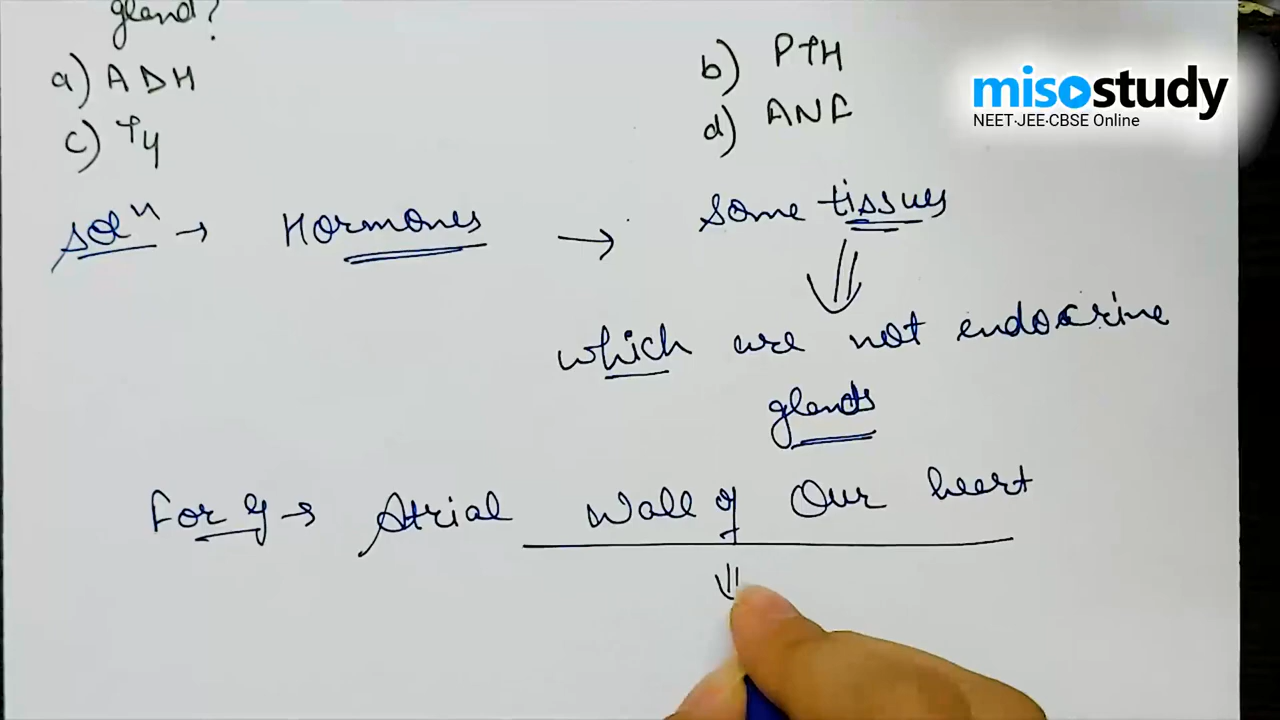 gland?
a) ADH
b) PTH
c) T4
d) ANF
misostudy
NEET·JEE·CBSE Online
Solⁿ → Hormones → Some tissues
which are not endocrine
glands
For eg → Atrial Wall of Our heart